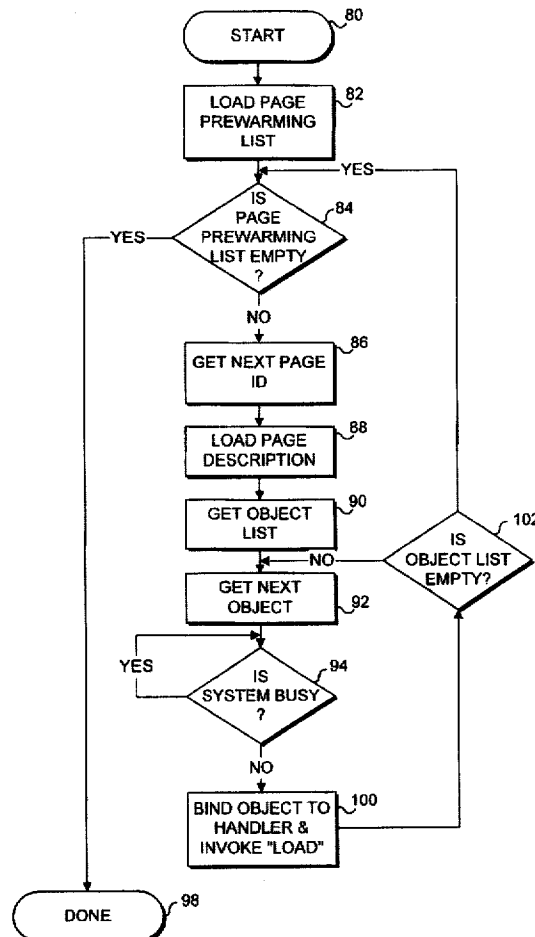 START
80
LOAD PAGE
PREWARMING
LIST
82
YES
IS
PAGE
PREWARMING
LIST EMPTY
?
84
YES
NO
GET NEXT PAGE
ID
86
LOAD PAGE
DESCRIPTION
88
GET OBJECT
LIST
90
IS
OBJECT LIST
EMPTY?
102
NO
GET NEXT
OBJECT
92
YES
IS
SYSTEM BUSY
?
94
NO
BIND OBJECT TO
HANDLER &
INVOKE "LOAD"
100
DONE
98